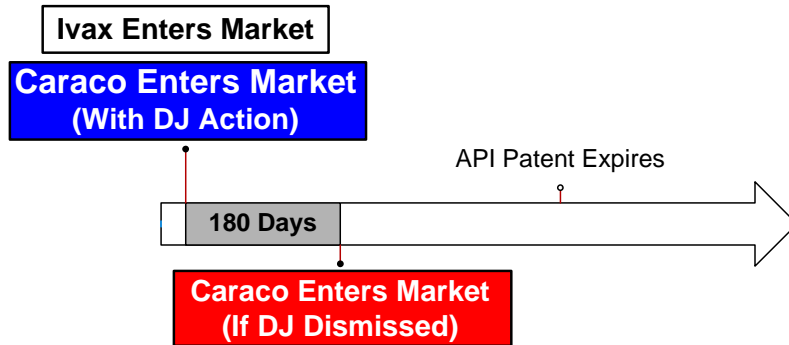 Ivax Enters Market
Caraco Enters Market
(With DJ Action)
API Patent Expires
180 Days
Caraco Enters Market
(If DJ Dismissed)